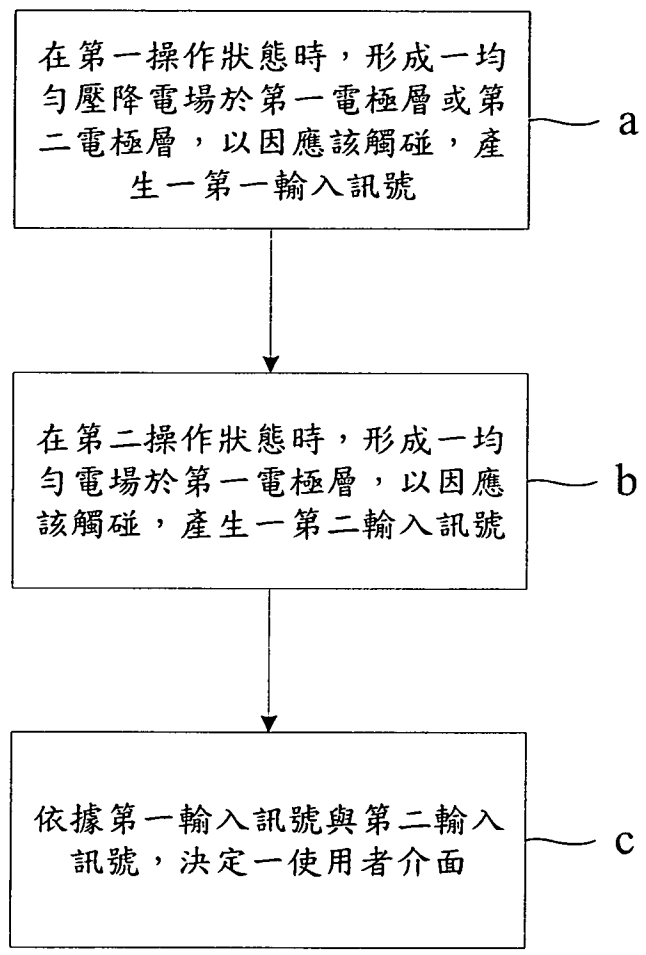 在第一操作狀態時，形成一均
勻壓降電場於第一電極層或第
二電極層，以因應該觸碰，產
生一第一輸入訊號
a
在第二操作狀態時，形成一均
勻電場於第一電極層，以因應
該觸碰，產生一第二輸入訊號
b
依據第一輸入訊號與第二輸入
訊號，決定一使用者介面
c